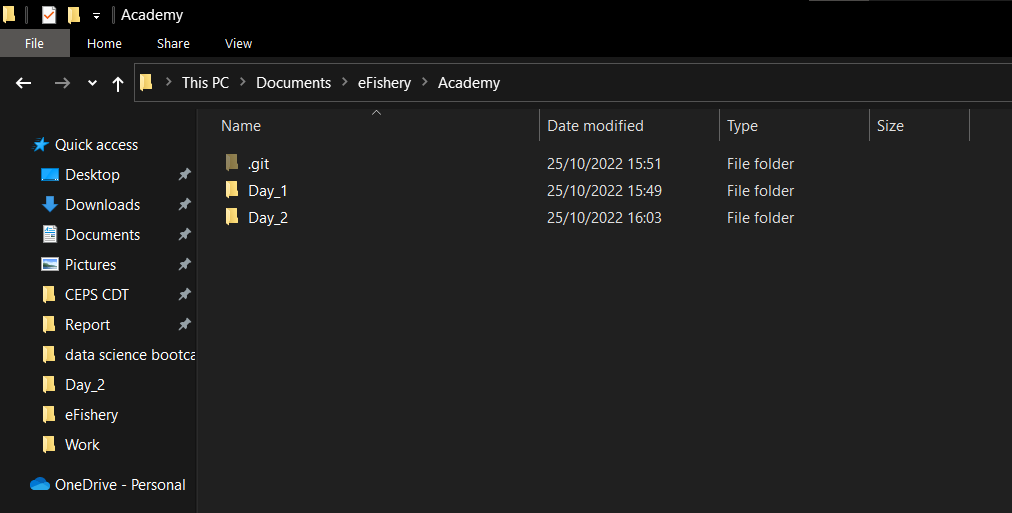 Academy
File Home Share View
This PC Documents eFishery Academy
Name Date modified Type Size
Quick access
Desktop
Downloads
Documents
Pictures
CEPS CDT
Report
data science bootca
Day_2
eFishery
Work
OneDrive - Personal
.git 25/10/2022 15:51 File folder
Day_1 25/10/2022 15:49 File folder
Day_2 25/10/2022 16:03 File folder